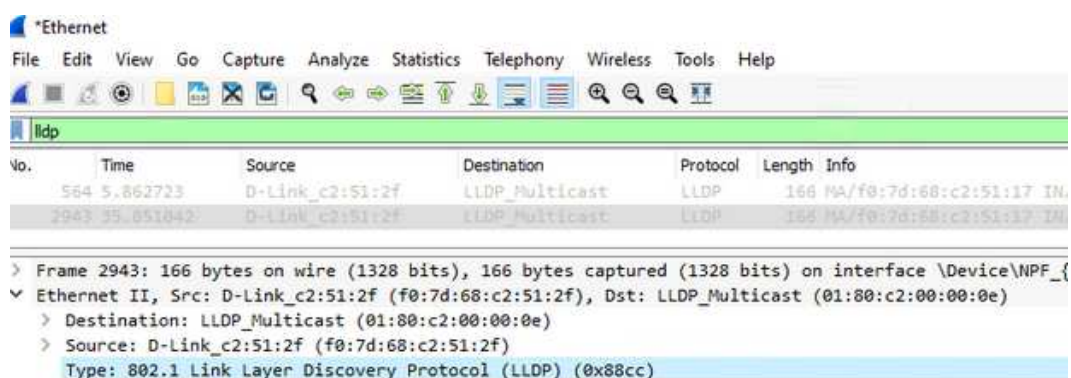 *Ethernet
File Edit View Go Capture Analyze Statistics Telephony Wireless Tools Help
lldp
No. Time Source Destination Protocol Length Info
564 5.862723 D-Link_c2:51:2f LLDP_Multicast LLDP 166 MA/f0:7d:68:c2:51:17 IN/
2943 35.851042 D-Link_c2:51:2f LLDP_Multicast LLDP 166 MA/f0:7d:68:c2:51:17 IN/
Frame 2943: 166 bytes on wire (1328 bits), 166 bytes captured (1328 bits) on interface \Device\NPF_{
Ethernet II, Src: D-Link_c2:51:2f (f0:7d:68:c2:51:2f), Dst: LLDP_Multicast (01:80:c2:00:00:0e)
Destination: LLDP_Multicast (01:80:c2:00:00:0e)
Source: D-Link_c2:51:2f (f0:7d:68:c2:51:2f)
Type: 802.1 Link Layer Discovery Protocol (LLDP) (0x88cc)